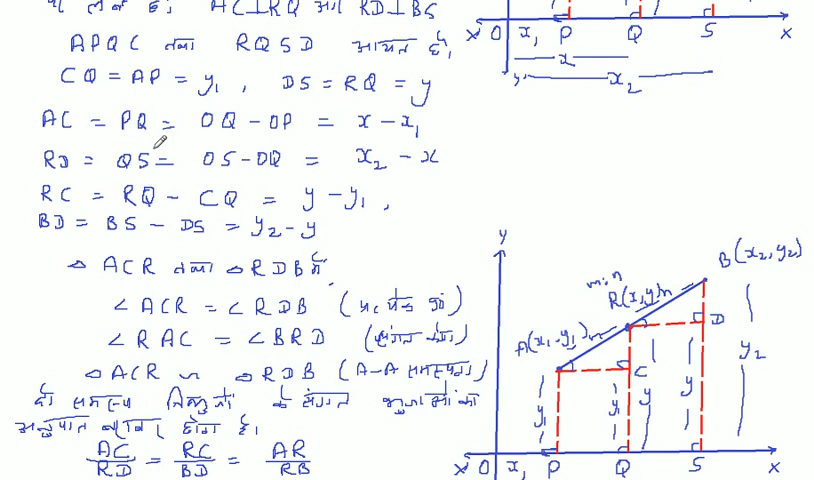 AC⊥RQ और RD⊥BS
APQC तथा RQSD आयत हैं,
CQ = AP = y₁, DS = RQ = y
AC = PQ = OQ - OP = x - x₁
RD = QS = OS - OQ = x₂ - x
RC = RQ - CQ = y - y₁,
BD = BS - DS = y₂ - y
△ ACR तथा △ RDB में
∠ ACR = ∠ RDB (प्रत्येक
∠ RAC = ∠ BRD (संगत कोण)
△ ACR ~ △ RDB (A-A समरूपता)
दो समरूप त्रिभुजों के संगत भुजाओं का
अनुपात बराबर होता है।
AC/RD = RC/BD = AR/RB
x' O x₁ P Q S x
x
y' x₂
y
B(x₂, y₂)
m:n
R(x,y) n
A(x₁-y₁) m
D
C
y₁ y₁ y y y₂
x' O x₁ P Q S x